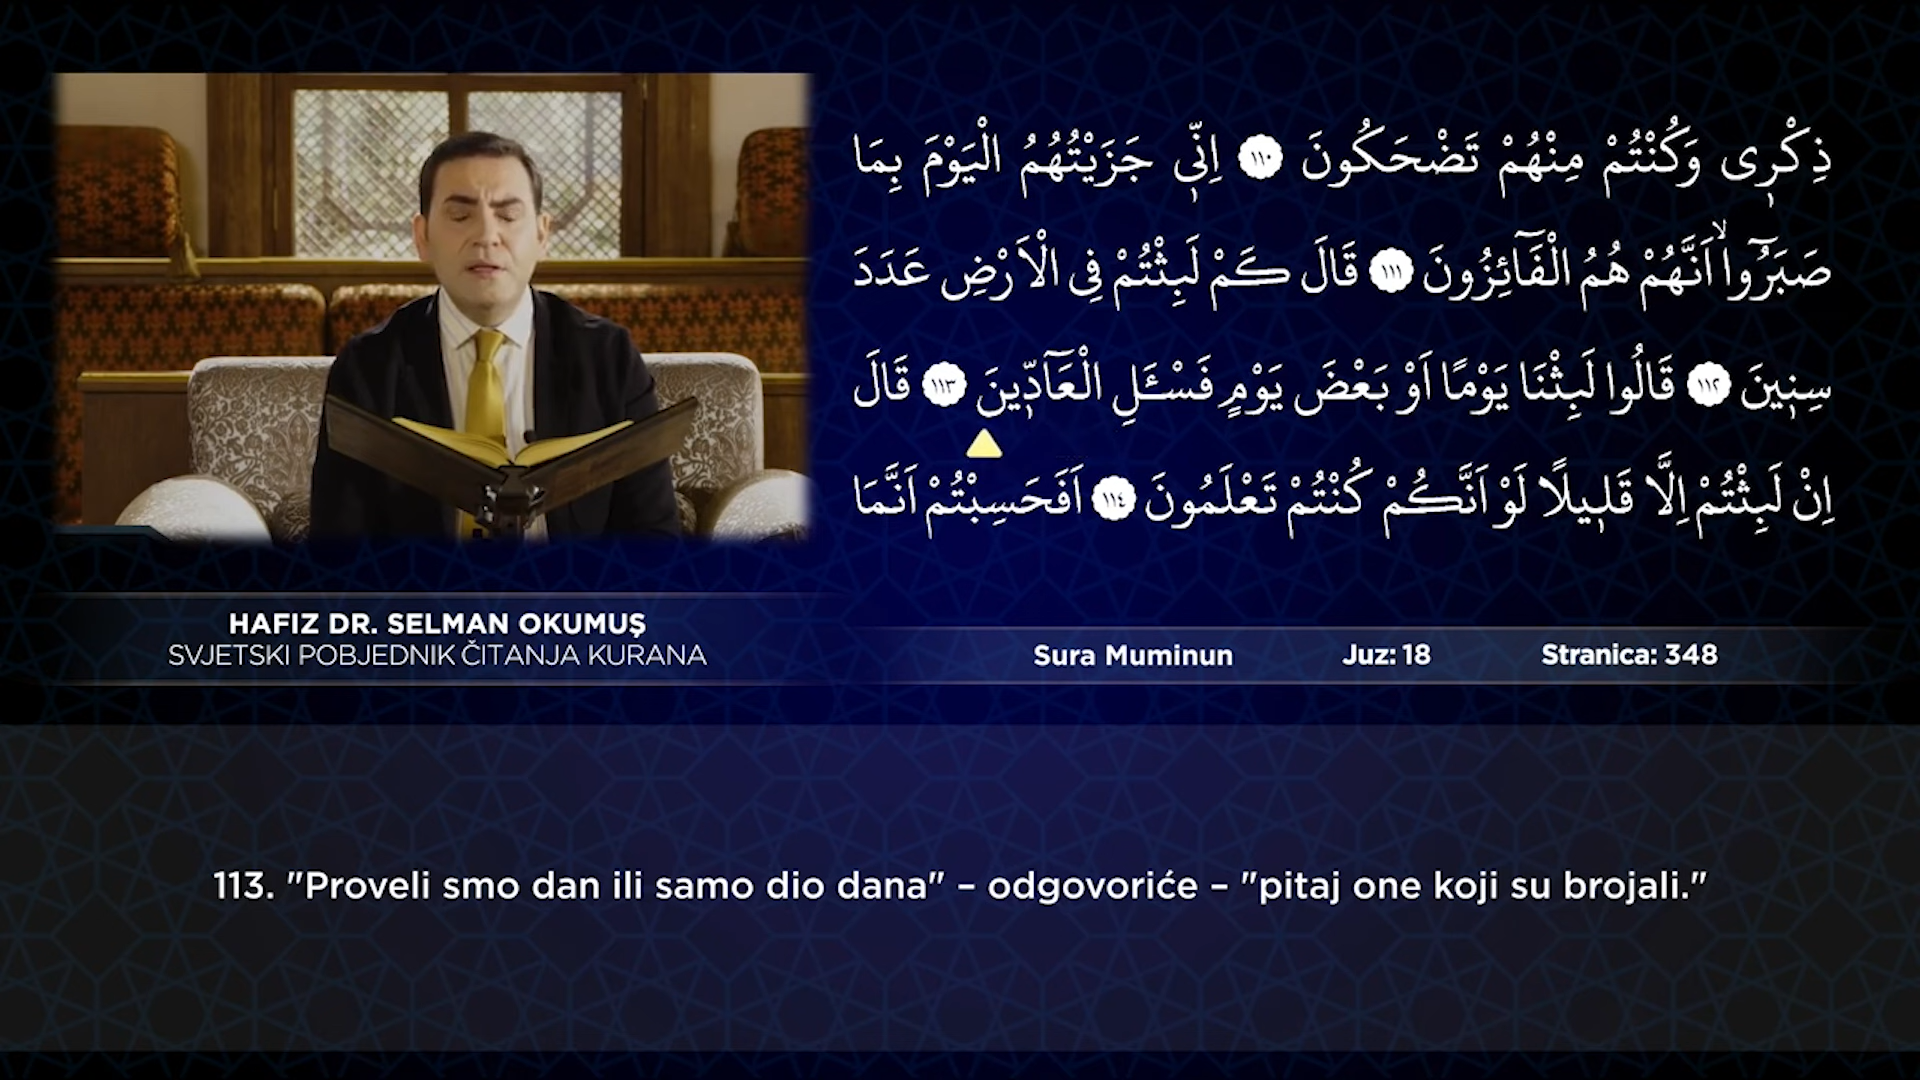 ذِكْرٖى وَكُنْتُمْ مِنْهُمْ تَضْحَكُونَ ١١٠ اِنّٖى جَزَيْتُهُمُ الْيَوْمَ بِمَا
صَبَرُٓواۙ اَنَّهُمْ هُمُ الْفَٓائِزُونَ ١١١ قَالَ كَمْ لَبِثْتُمْ فِى الْاَرْضِ عَدَدَ
سِنٖينَ ١١٢ قَالُوا لَبِثْنَا يَوْمًا اَوْ بَعْضَ يَوْمٍ فَسْـَٔلِ الْعَٓادّٖينَ ١١٣ قَالَ
اِنْ لَبِثْتُمْ اِلَّا قَلٖيلًا لَوْ اَنَّكُمْ كُنْتُمْ تَعْلَمُونَ ١١٤ اَفَحَسِبْتُمْ اَنَّمَا
HAFIZ DR. SELMAN OKUMUŞ
SVJETSKI POBJEDNIK ČITANJA KURANA
Sura Muminun Juz: 18 Stranica: 348
113. "Proveli smo dan ili samo dio dana" – odgovoriće – "pitaj one koji su brojali."